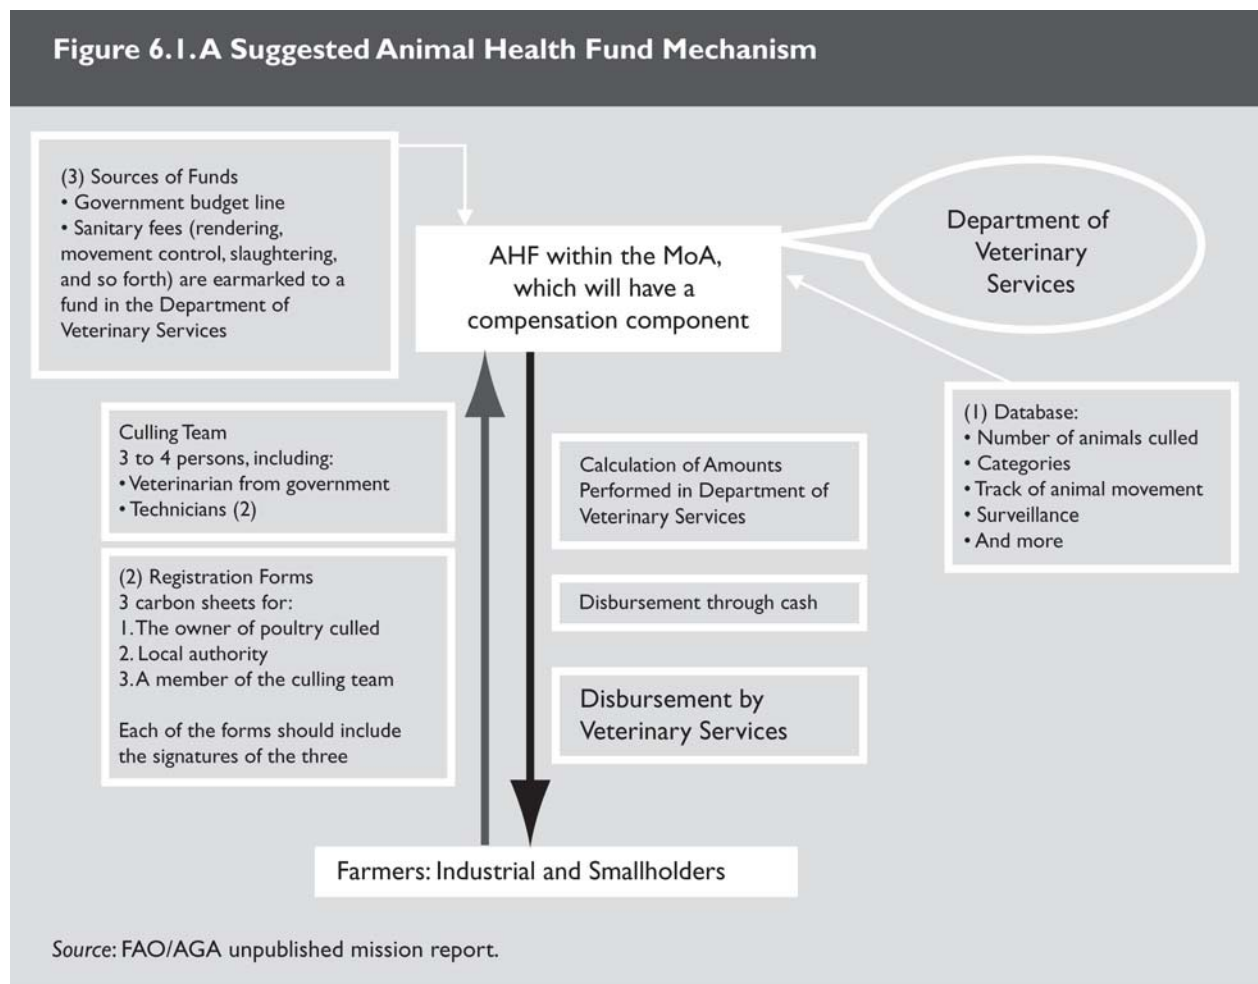 Figure 6.1. A Suggested Animal Health Fund Mechanism
(3) Sources of Funds
• Government budget line
• Sanitary fees (rendering,
movement control, slaughtering,
and so forth) are earmarked to a
fund in the Department of
Veterinary Services
AHF within the MoA,
which will have a
compensation component
Department of
Veterinary
Services
(1) Database:
• Number of animals culled
• Categories
• Track of animal movement
• Surveillance
• And more
Culling Team
3 to 4 persons, including:
• Veterinarian from government
• Technicians (2)
(2) Registration Forms
3 carbon sheets for:
1. The owner of poultry culled
2. Local authority
3. A member of the culling team
Each of the forms should include
the signatures of the three
Calculation of Amounts
Performed in Department of
Veterinary Services
Disbursement through cash
Disbursement by
Veterinary Services
Farmers: Industrial and Smallholders
Source: FAO/AGA unpublished mission report.